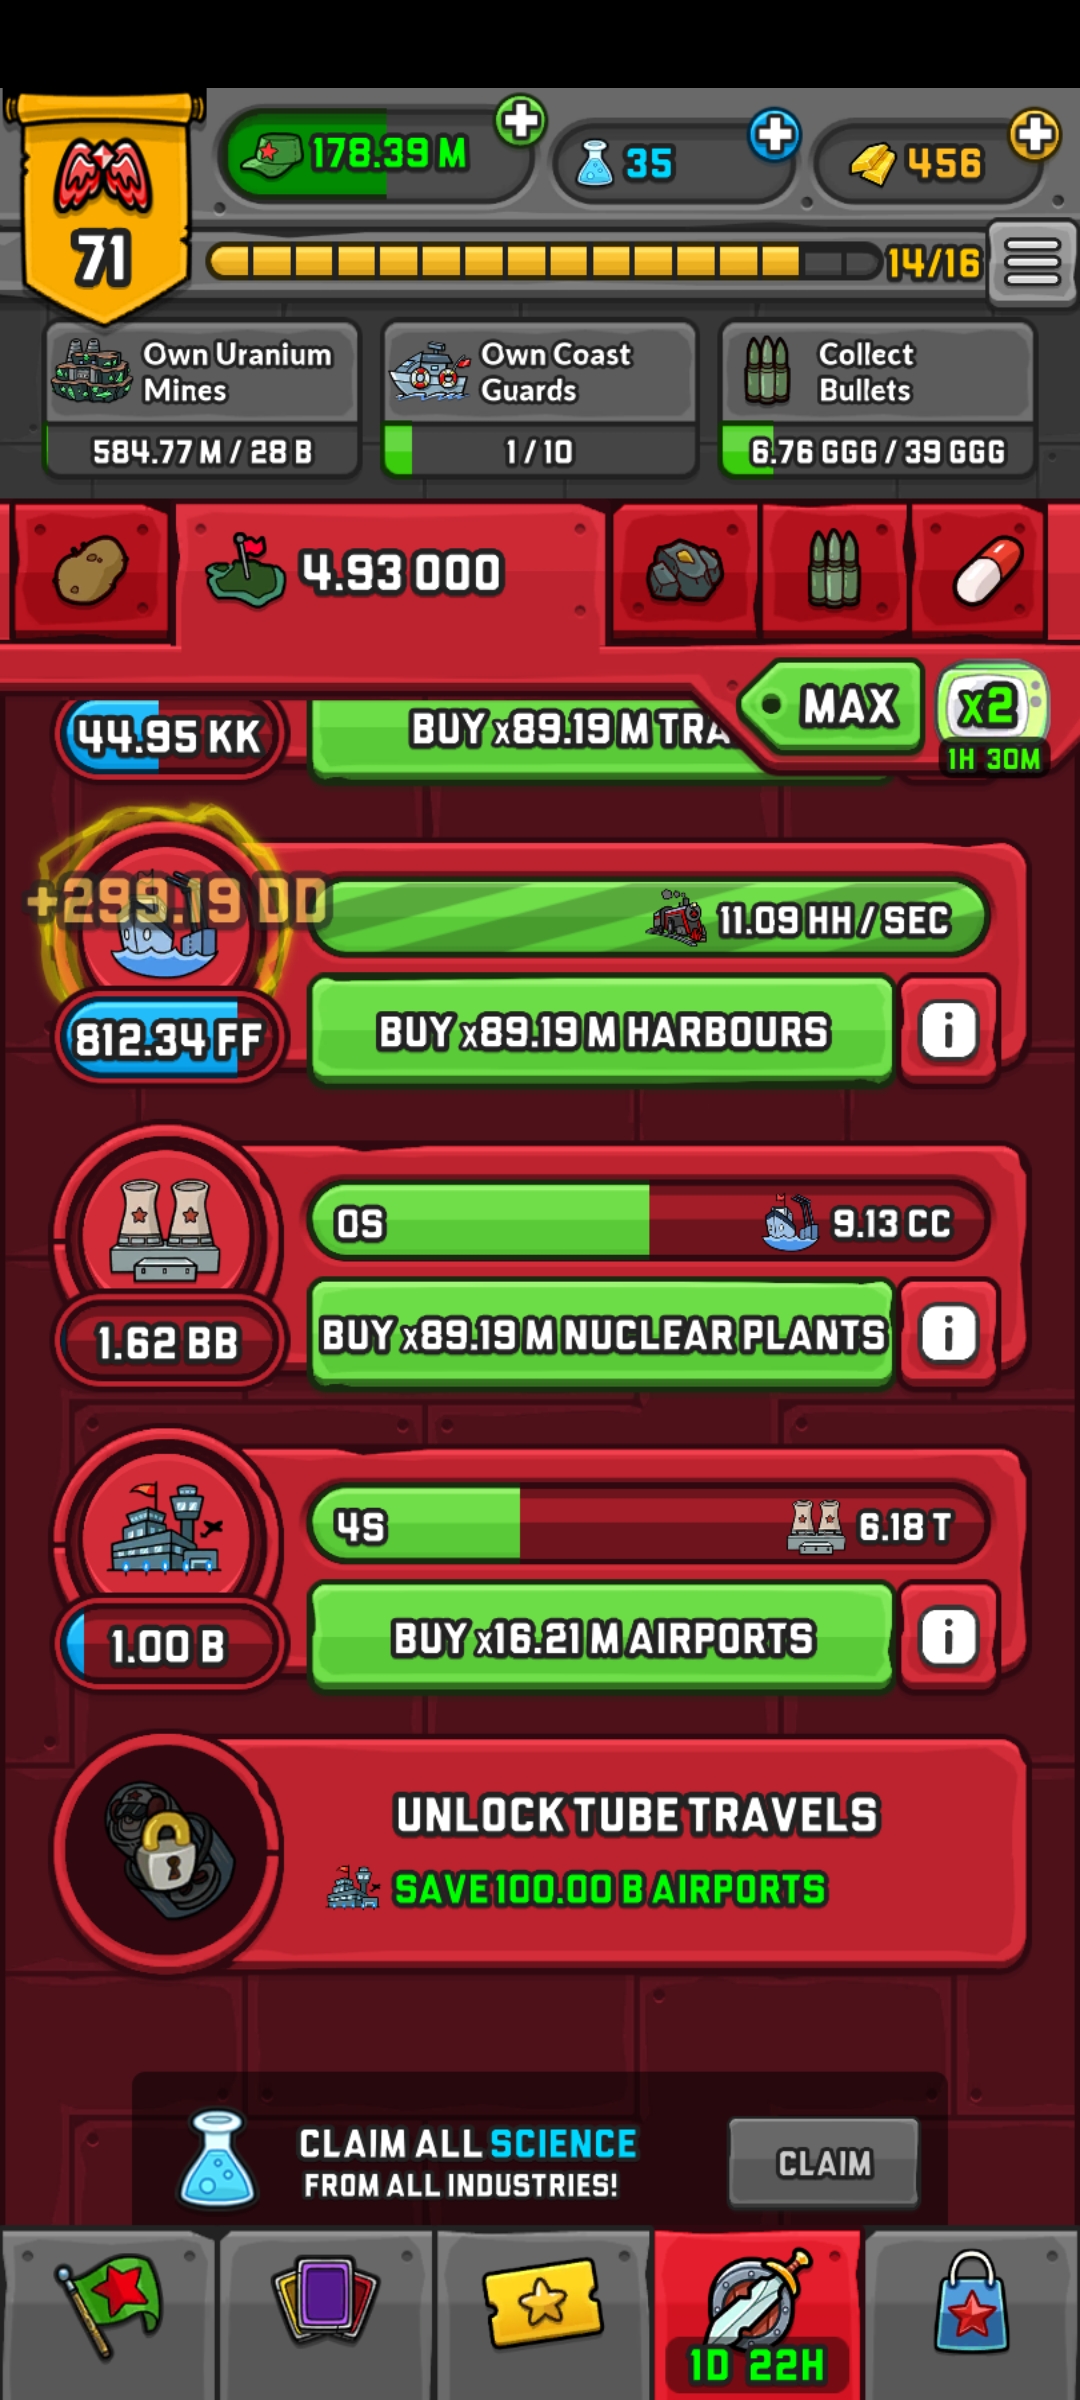 71
178.39 M
35
456
14/16
Own Uranium
Mines
584.77 M / 28 B
Own Coast
Guards
1 / 10
Collect
Bullets
6.76 GGG / 39 GGG
4.93 000
MAX
x2
1H 30M
44.95 KK
BUY x89.19 M TRA
+299.19 DD
11.09 HH / SEC
812.34 FF
BUY x89.19 M HARBOURS
i
0S
9.13 CC
1.62 BB
BUY x89.19 M NUCLEAR PLANTS
i
4S
6.18 T
1.00 B
BUY x16.21 M AIRPORTS
i
UNLOCK TUBE TRAVELS
SAVE 100.00 B AIRPORTS
CLAIM ALL SCIENCE
FROM ALL INDUSTRIES!
CLAIM
1D 22H